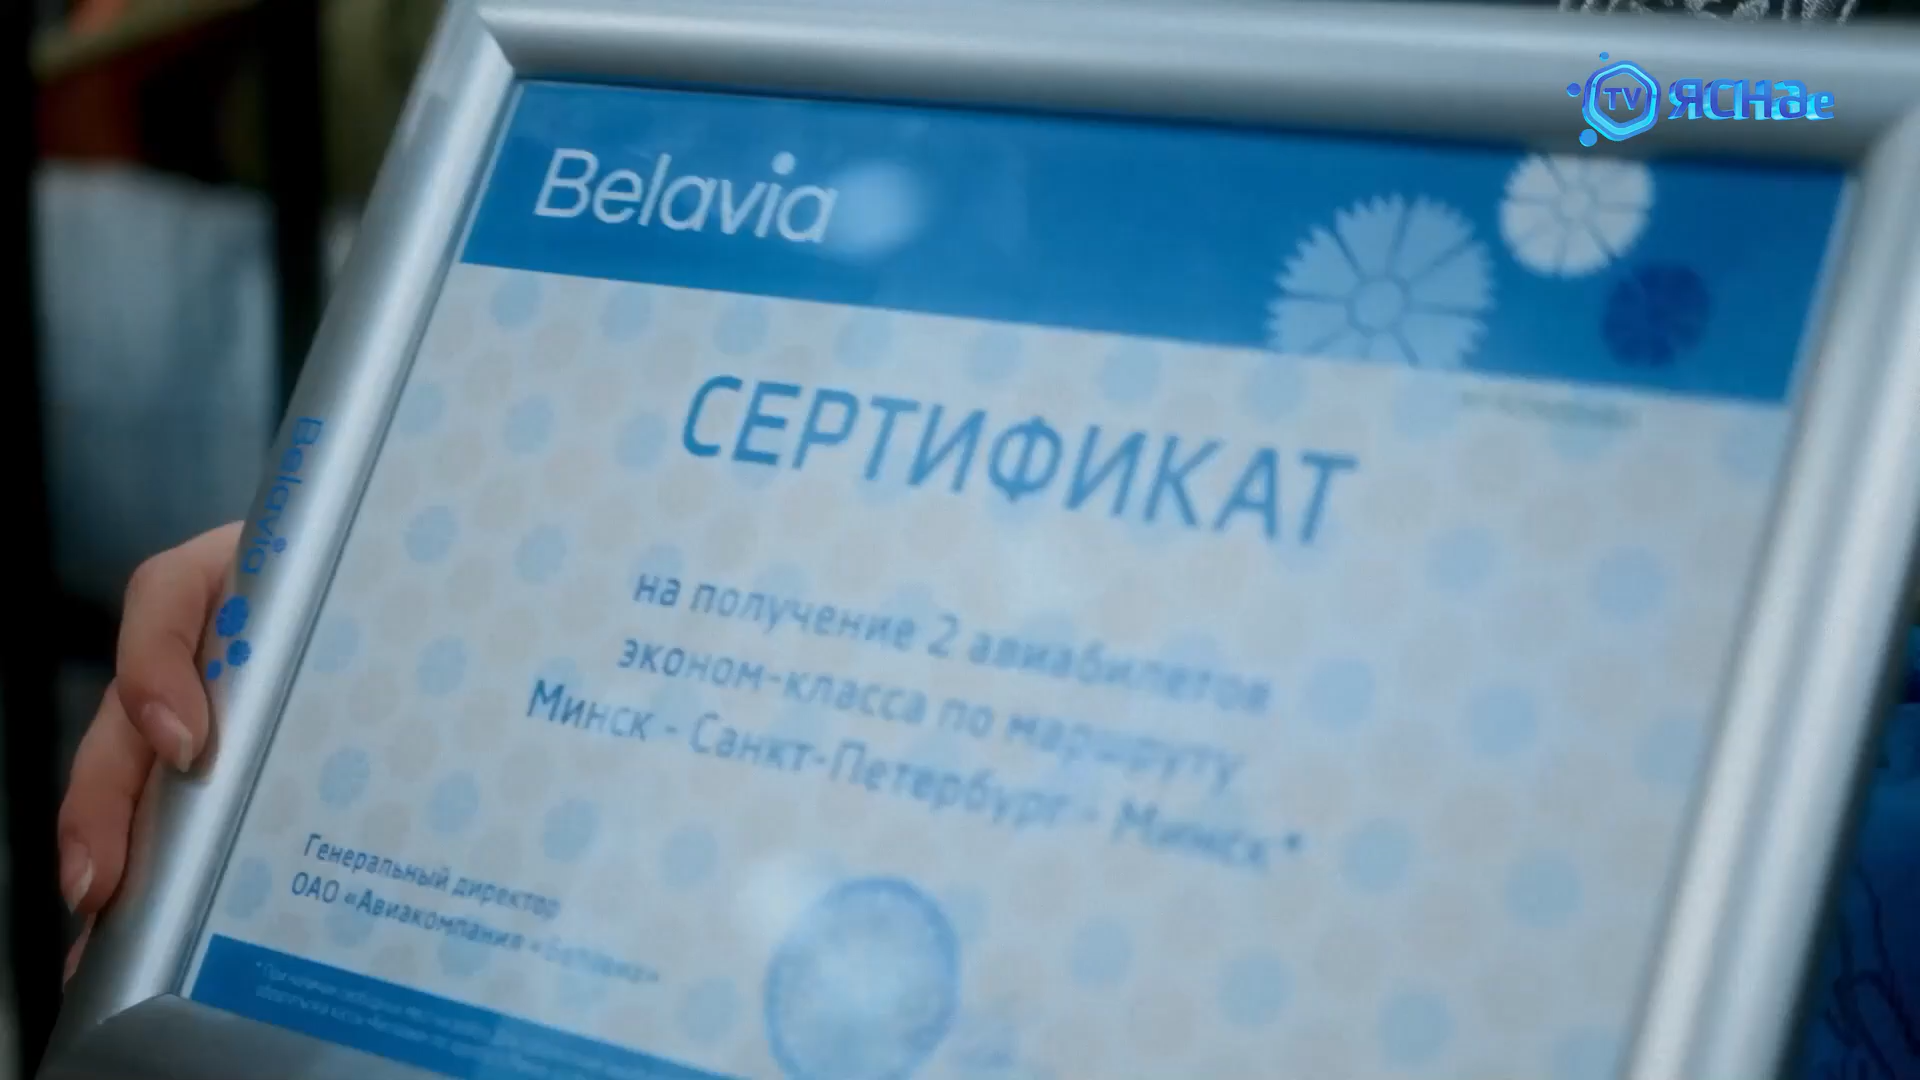 TV ЯСНАе
Belavia
СЕРТИФИКАТ
на получение 2 авиабилетов
эконом-класса по маршруту
Минск - Санкт-Петербург - Минск*
Генеральный директор
ОАО «Авиакомпания «Белавиа»
Belavia